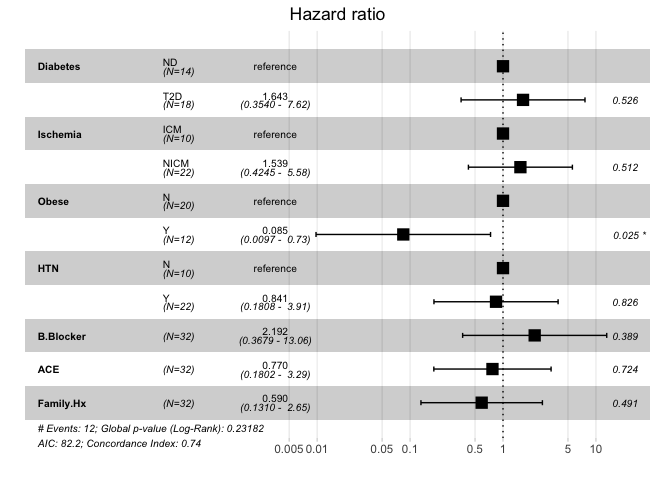 Hazard ratio
Diabetes ND (N=14) reference
T2D (N=18) 1.643 (0.3540 - 7.62) 0.526
Ischemia ICM (N=10) reference
NICM (N=22) 1.539 (0.4245 - 5.58) 0.512
Obese N (N=20) reference
Y (N=12) 0.085 (0.0097 - 0.73) 0.025 *
HTN N (N=10) reference
Y (N=22) 0.841 (0.1808 - 3.91) 0.826
B.Blocker (N=32) 2.192 (0.3679 - 13.06) 0.389
ACE (N=32) 0.770 (0.1802 - 3.29) 0.724
Family.Hx (N=32) 0.590 (0.1310 - 2.65) 0.491
# Events: 12; Global p-value (Log-Rank): 0.23182
AIC: 82.2; Concordance Index: 0.74
0.005 0.01 0.05 0.1 0.5 1 5 10